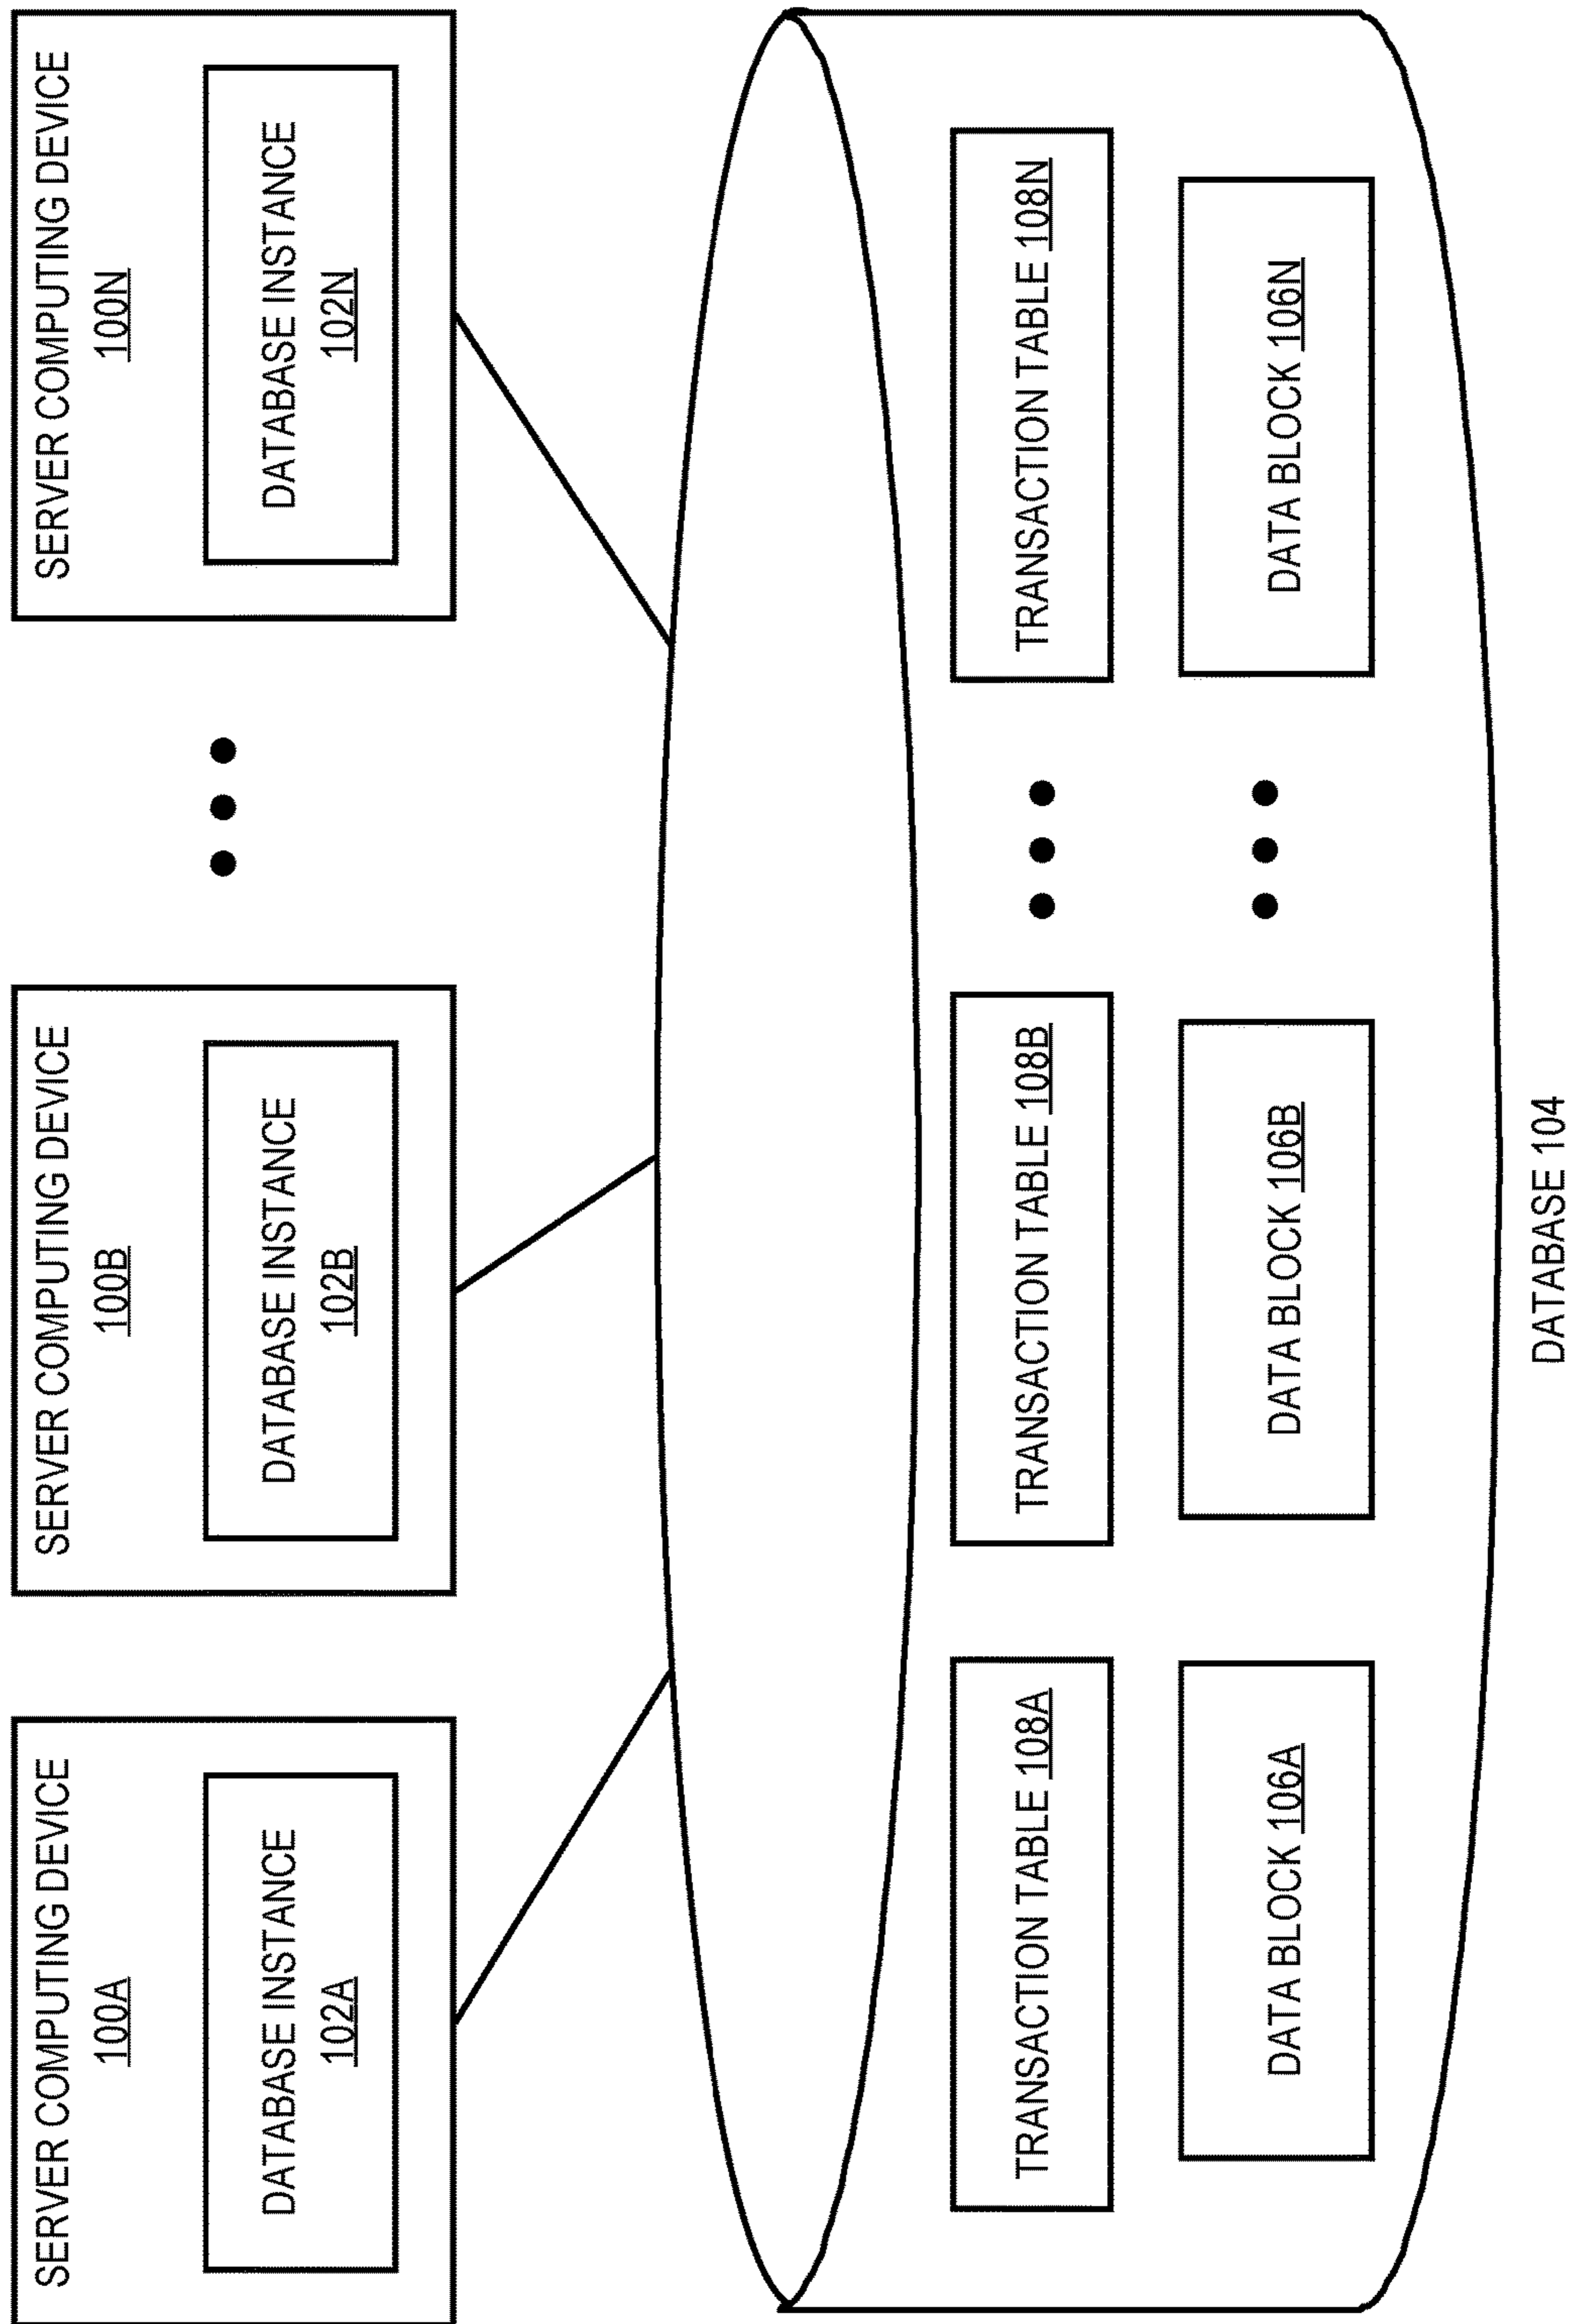 SERVER COMPUTING DEVICE
100A
DATABASE INSTANCE
102A
SERVER COMPUTING DEVICE
100B
DATABASE INSTANCE
102B
SERVER COMPUTING DEVICE
100N
DATABASE INSTANCE
102N
TRANSACTION TABLE 108A
TRANSACTION TABLE 108B
TRANSACTION TABLE 108N
DATA BLOCK 106A
DATA BLOCK 106B
DATA BLOCK 106N
DATABASE 104